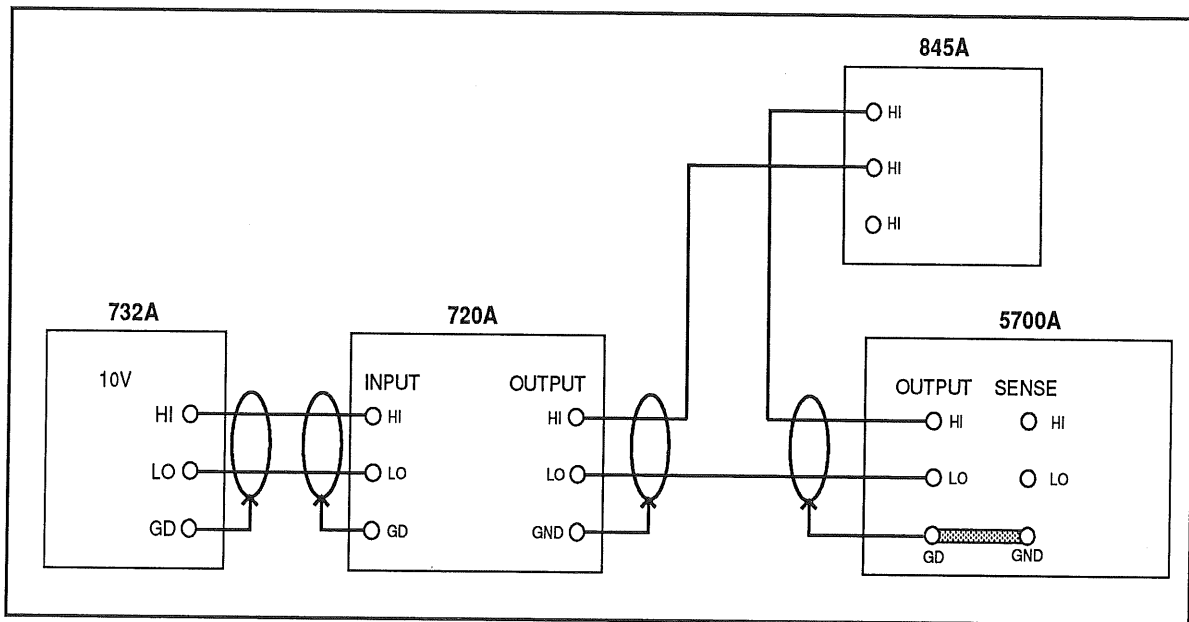 845A
HI
HI
HI
732A
10V
HI
LO
GD
720A
INPUT
OUTPUT
HI
LO
GD
HI
LO
GND
5700A
OUTPUT
SENSE
HI
LO
GD
HI
LO
GND